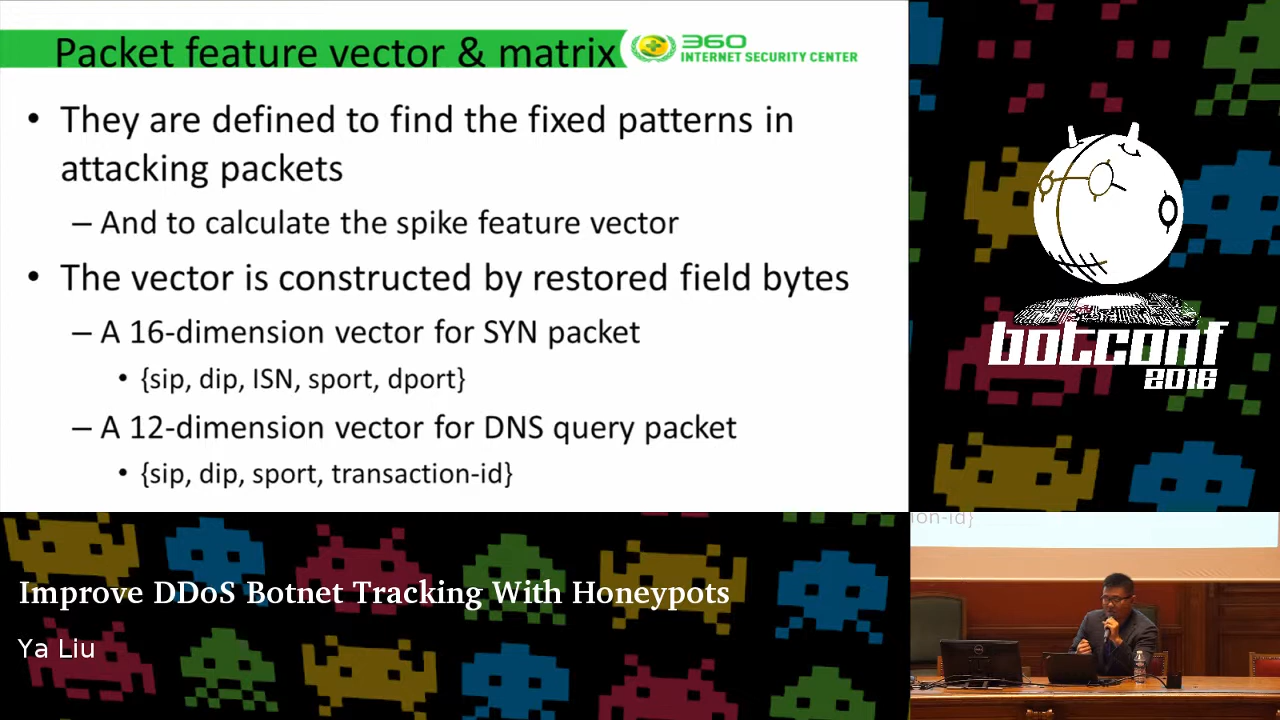 Packet feature vector & matrix
360
INTERNET SECURITY CENTER
• They are defined to find the fixed patterns in
attacking packets
– And to calculate the spike feature vector
• The vector is constructed by restored field bytes
– A 16-dimension vector for SYN packet
• {sip, dip, ISN, sport, dport}
– A 12-dimension vector for DNS query packet
• {sip, dip, sport, transaction-id}
botconf
2016
ion-id}
Improve DDoS Botnet Tracking With Honeypots
Ya Liu